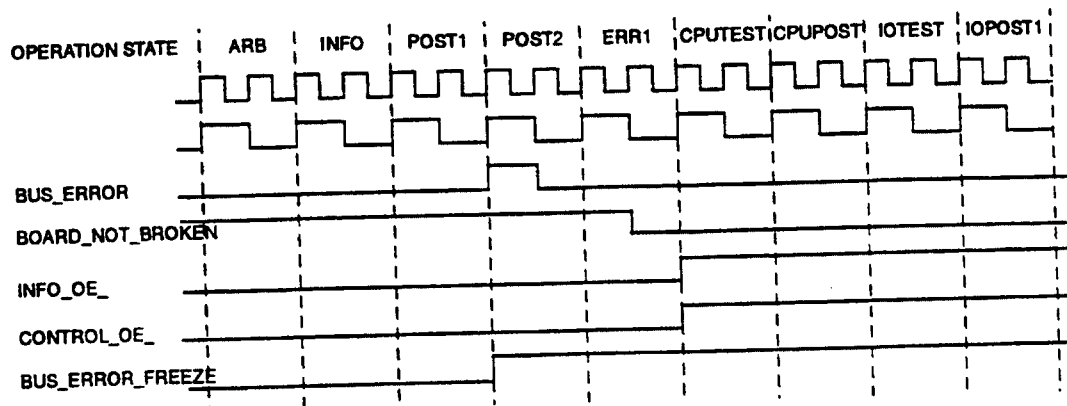 OPERATION STATE ARB INFO POST1 POST2 ERR1 CPUTEST CPUPOST IOTEST IOPOST1
BUS_ERROR
BOARD_NOT_BROKEN
INFO_OE_
CONTROL_OE_
BUS_ERROR_FREEZE